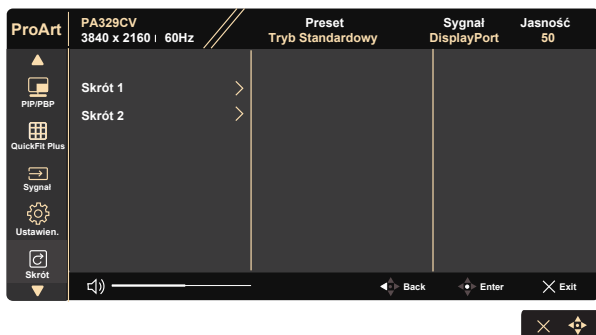 ProArt
PA329CV
3840 x 2160 60Hz
Preset
Tryb Standardowy
Sygnał
DisplayPort
Jasność
50
PIP/PBP
QuickFit Plus
Sygnał
Ustawien.
Skrót
Skrót 1
Skrót 2
Back
Enter
Exit